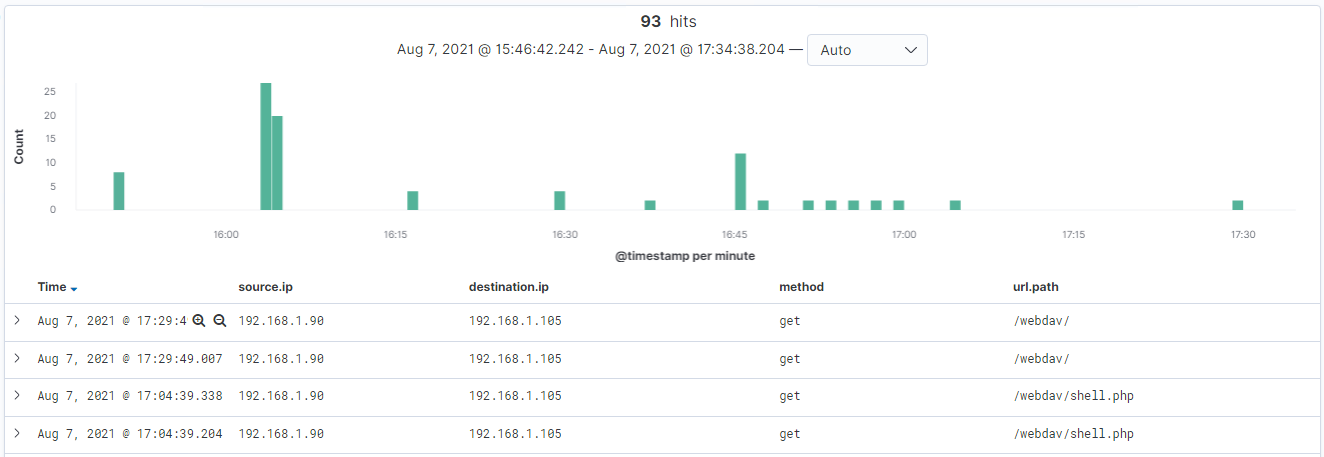 93 hits
Aug 7, 2021 @ 15:46:42.242 - Aug 7, 2021 @ 17:34:38.204 — Auto
Count
25
20
15
10
5
0
16:00 16:15 16:30 16:45 17:00 17:15 17:30
@timestamp per minute
Time source.ip destination.ip method url.path
Aug 7, 2021 @ 17:29:4 192.168.1.90 192.168.1.105 get /webdav/
Aug 7, 2021 @ 17:29:49.007 192.168.1.90 192.168.1.105 get /webdav/
Aug 7, 2021 @ 17:04:39.338 192.168.1.90 192.168.1.105 get /webdav/shell.php
Aug 7, 2021 @ 17:04:39.204 192.168.1.90 192.168.1.105 get /webdav/shell.php